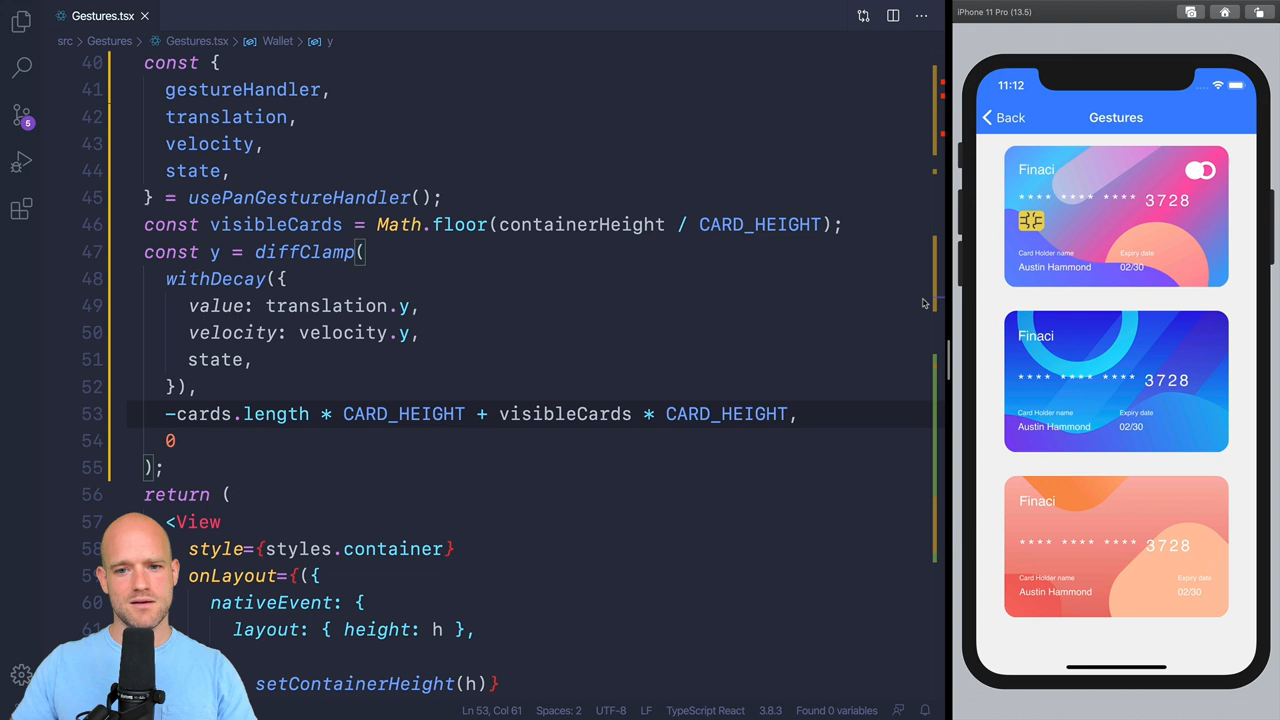 Gestures.tsx
src > Gestures > Gestures.tsx > Wallet > y
40 const {
41 gestureHandler,
42 translation,
43 velocity,
44 state,
45 } = usePanGestureHandler();
46 const visibleCards = Math.floor(containerHeight / CARD_HEIGHT);
47 const y = diffClamp(
48 withDecay({
49 value: translation.y,
50 velocity: velocity.y,
51 state,
52 }),
53 -cards.length * CARD_HEIGHT + visibleCards * CARD_HEIGHT,
54 0
55 );
56 return (
57 <View
58 style={styles.container}
59 onLayout={({
60 nativeEvent: {
61 layout: { height: h },
setContainerHeight(h)}
5
Ln 53, Col 61
Spaces: 2
UTF-8
LF
TypeScript React
3.8.3
Found 0 variables
iPhone 11 Pro (13.5)
11:12
Back
Gestures
Finaci
* * * * * * * * * * * * 3728
Card Holder name Expiry date
Austin Hammond 02/30
Finaci
* * * * * * * * * * * * 3728
Card Holder name Expiry date
Austin Hammond 02/30
Finaci
* * * * * * * * * * * * 3728
Card Holder name Expiry date
Austin Hammond 02/30